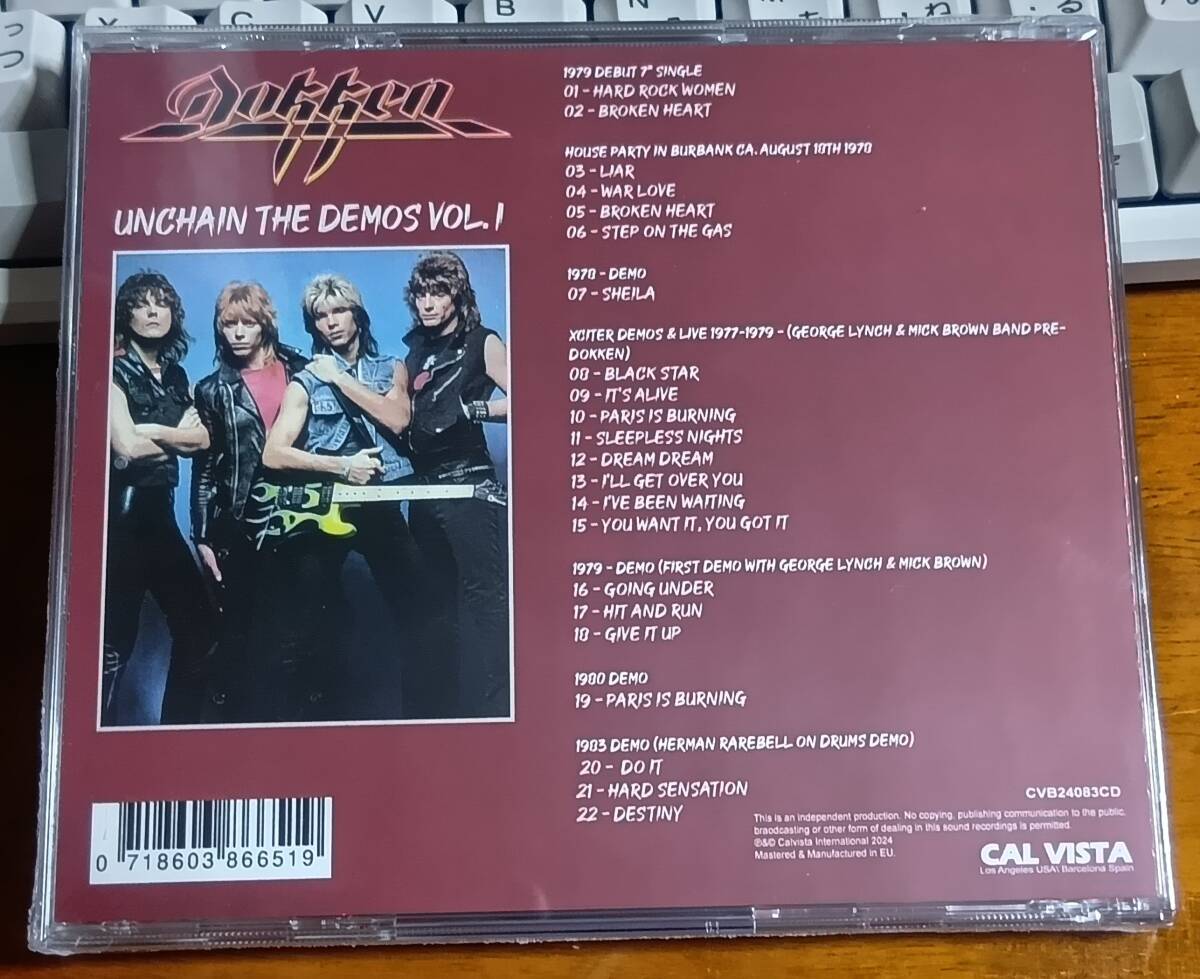 Dokken
UNCHAIN THE DEMOS VOL. I
1979 DEBUT 7" SINGLE
01 - HARD ROCK WOMEN
02 - BROKEN HEART
HOUSE PARTY IN BURBANK CA. AUGUST 18TH 1978
03 - LIAR
04 - WAR LOVE
05 - BROKEN HEART
06 - STEP ON THE GAS
1978 - DEMO
07 - SHEILA
XCITER DEMOS & LIVE 1977-1979 - (GEORGE LYNCH & MICK BROWN BAND PRE-
DOKKEN)
08 - BLACK STAR
09 - IT'S ALIVE
10 - PARIS IS BURNING
11 - SLEEPLESS NIGHTS
12 - DREAM DREAM
13 - I'LL GET OVER YOU
14 - I'VE BEEN WAITING
15 - YOU WANT IT, YOU GOT IT
1979 - DEMO (FIRST DEMO WITH GEORGE LYNCH & MICK BROWN)
16 - GOING UNDER
17 - HIT AND RUN
18 - GIVE IT UP
1980 DEMO
19 - PARIS IS BURNING
1983 DEMO (HERMAN RAREBELL ON DRUMS DEMO)
20 - DO IT
21 - HARD SENSATION
22 - DESTINY
CVB24083CD
This is an independent production. No copying, publishing communication to the public,
braodcasting or other form of dealing in this sound recordings is permitted.
℗&© Calvista International 2024
Mastered & Manufactured in EU.
CAL VISTA
Los Angeles USA\ Barcelona Spain
0 718603 866519